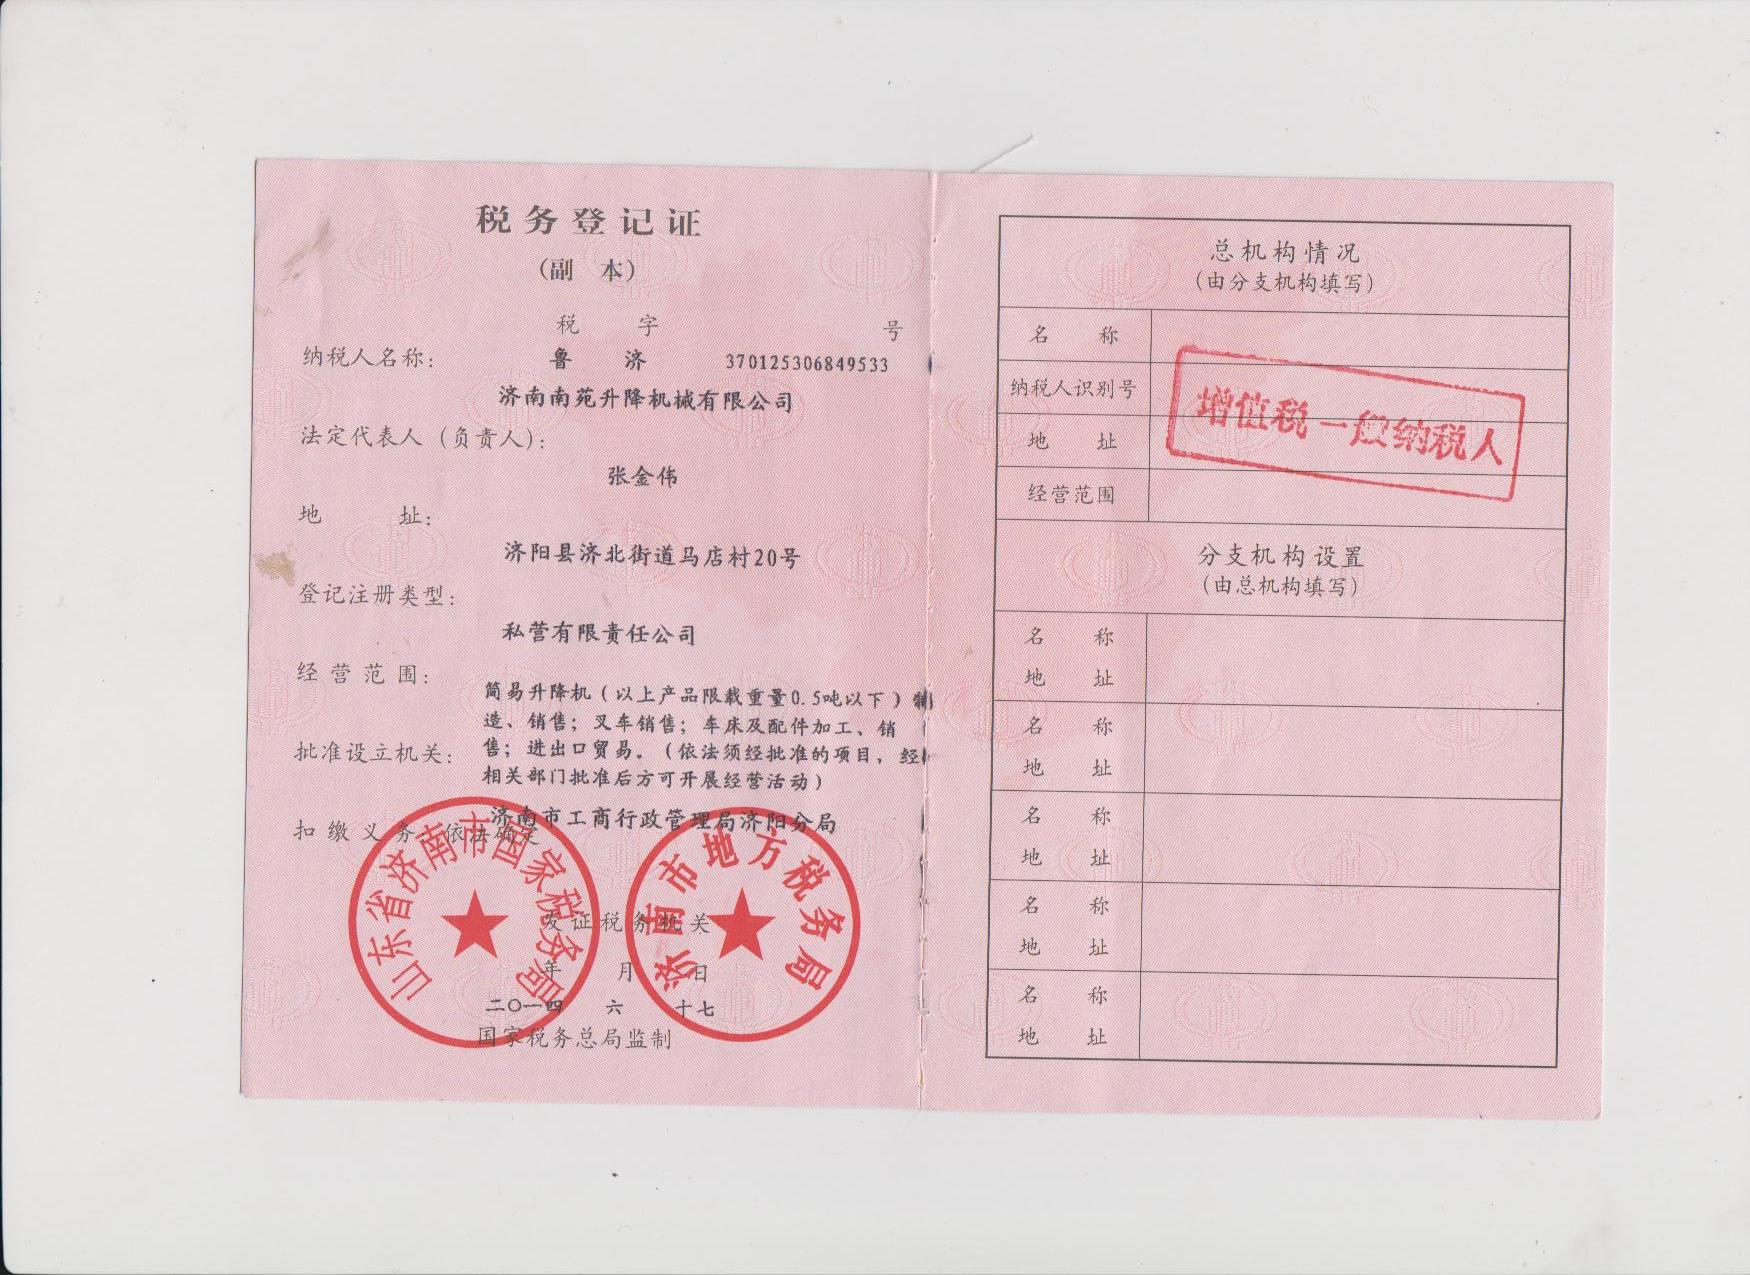 税务登记证
（副 本）
税 字 号
鲁 济 370125306849533
纳税人名称：
济南南苑升降机械有限公司
法定代表人（负责人）：
张金伟
地 址：
济阳县济北街道马店村20号
登记注册类型：
私营有限责任公司
经营范围：
简易升降机（以上产品限载重量0.5吨以下）制
造、销售；叉车销售；车床及配件加工、销
售；进出口贸易。（依法须经批准的项目，经
相关部门批准后方可开展经营活动）
批准设立机关：
济南市工商行政管理局济阳分局
扣缴义务：依法确定
山东省济南市国家税务局
济南市地方税务局
发证税务机关
年 月 日
二〇一四 六 十七
国家税务总局监制
总机构情况
（由分支机构填写）
名 称
纳税人识别号
地 址
经营范围
增值税一般纳税人
分支机构设置
（由总机构填写）
名 称
地 址
名 称
地 址
名 称
地 址
名 称
地 址
名 称
地 址